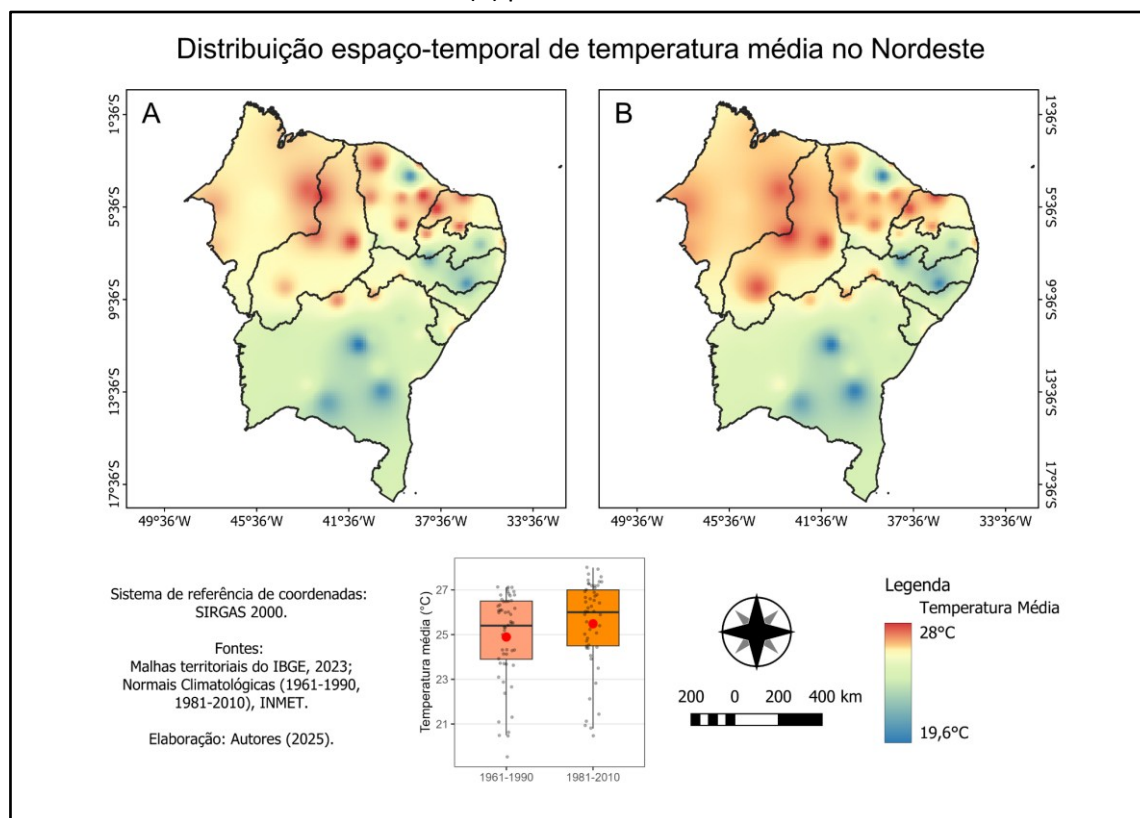 Distribuição espaço-temporal de temperatura média no Nordeste
A
B
1°36′S
5°36′S
9°36′S
13°36′S
17°36′S
1°36′S
5°36′S
9°36′S
13°36′S
17°36′S
49°36′W 45°36′W 41°36′W 37°36′W 33°36′W
49°36′W 45°36′W 41°36′W 37°36′W 33°36′W
Sistema de referência de coordenadas:
SIRGAS 2000.
Fontes:
Malhas territoriais do IBGE, 2023;
Normais Climatológicas (1961-1990,
1981-2010), INMET.
Elaboração: Autores (2025).
Temperatura média (°C)
27
25
23
21
1961-1990 1981-2010
200 0 200 400 km
Legenda
Temperatura Média
28°C
19,6°C